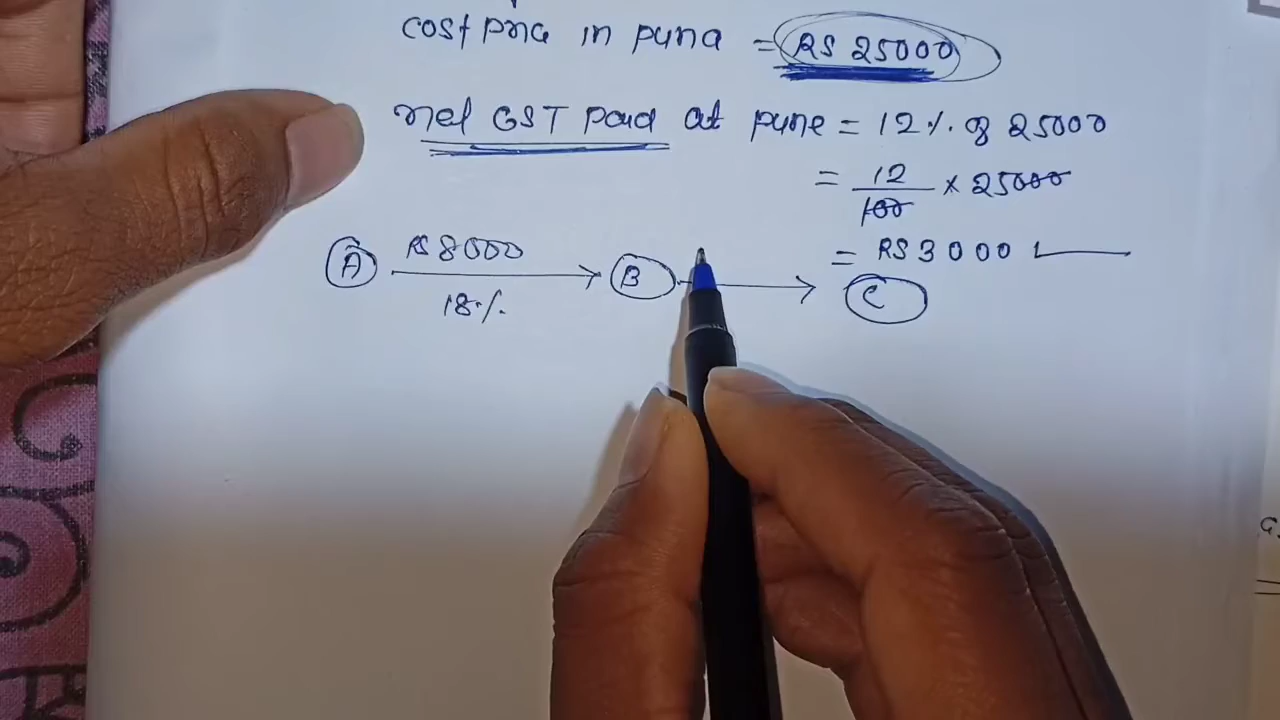 cost price in puna = RS 25000
net GST Paid at pune = 12 %. of 25000
= 12/100 × 25000
= RS 3000
A RS 8000 B C
18%